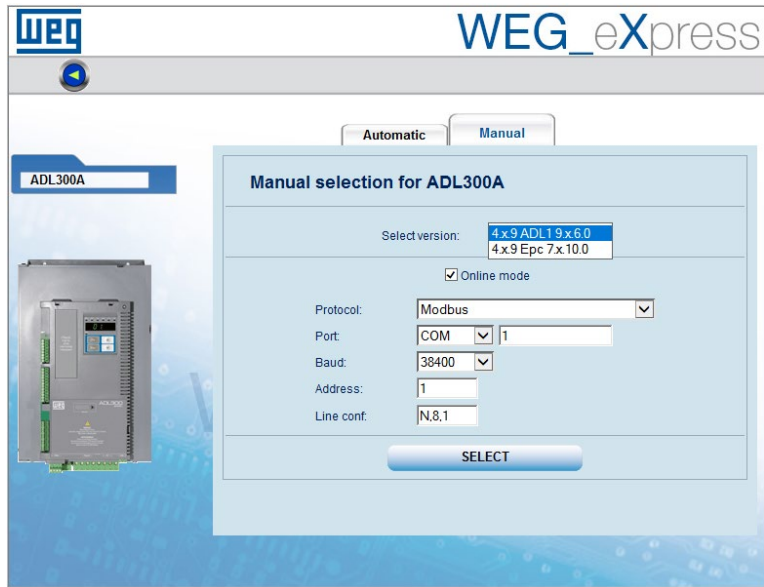 weg
WEG_eXpress
Automatic
Manual
ADL300A
Manual selection for ADL300A
Select version:
4.x.9 ADL1 9.x.6.0
4.x.9 Epc 7.x.10.0
Online mode
Protocol: Modbus
Port: COM 1
Baud: 38400
Address: 1
Line conf: N,8,1
SELECT